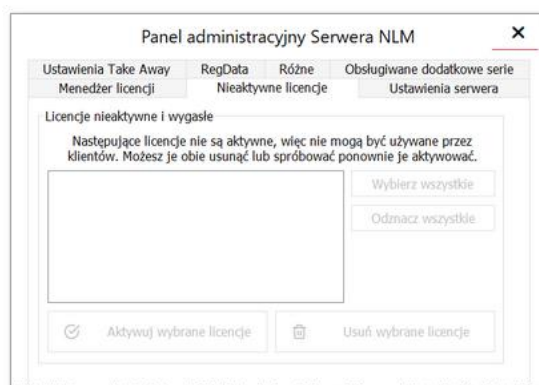 Panel administracyjny Serwera NLM
Ustawienia Take Away RegData Różne Obsługiwane dodatkowe serie
Menedżer licencji Nieaktywne licencje Ustawienia serwera
Licencje nieaktywne i wygasłe
Następujące licencje nie są aktywne, więc nie mogą być używane przez
klientów. Możesz je obie usunąć lub spróbować ponownie je aktywować.
Wybierz wszystkie
Odznacz wszystkie
Aktywuj wybrane licencje Usuń wybrane licencje